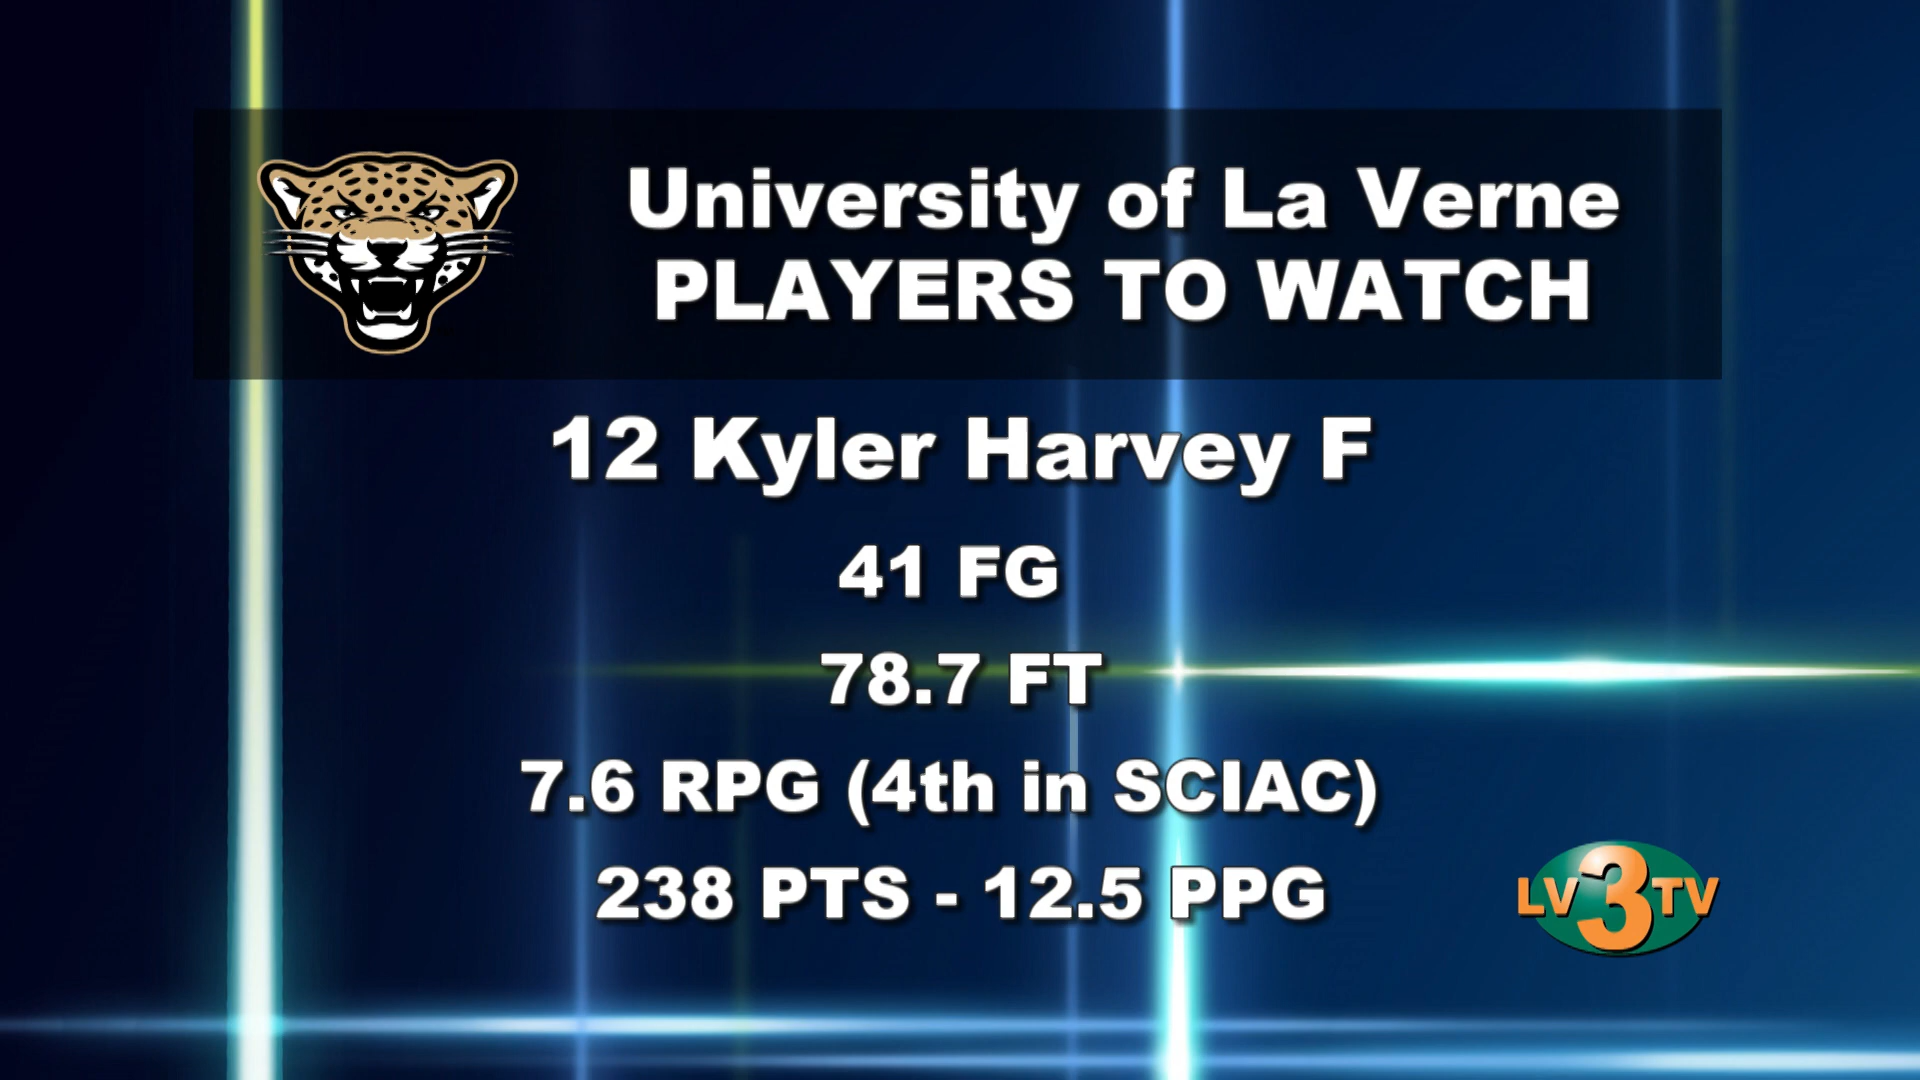 University of La Verne
PLAYERS TO WATCH
12 Kyler Harvey F
41 FG
78.7 FT
7.6 RPG (4th in SCIAC)
238 PTS - 12.5 PPG
LV3TV